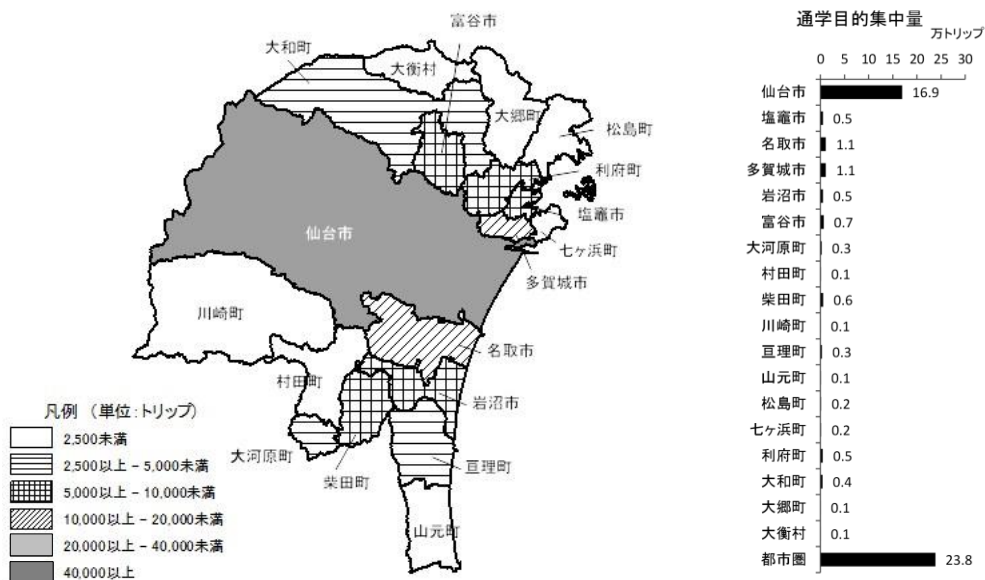 富谷市
大和町
大衡村
大郷町
松島町
利府町
塩竈市
仙台市
七ヶ浜町
多賀城市
川崎町
名取市
村田町
岩沼市
大河原町
柴田町
亘理町
山元町
凡例 (単位:トリップ)
2,500未満
2,500以上-5,000未満
5,000以上-10,000未満
10,000以上-20,000未満
20,000以上-40,000未満
40,000以上
通学目的集中量
万トリップ
0 5 10 15 20 25 30
仙台市 16.9
塩竈市 0.5
名取市 1.1
多賀城市 1.1
岩沼市 0.5
富谷市 0.7
大河原町 0.3
村田町 0.1
柴田町 0.6
川崎町 0.1
亘理町 0.3
山元町 0.1
松島町 0.2
七ヶ浜町 0.2
利府町 0.5
大和町 0.4
大郷町 0.1
大衡村 0.1
都市圏 23.8